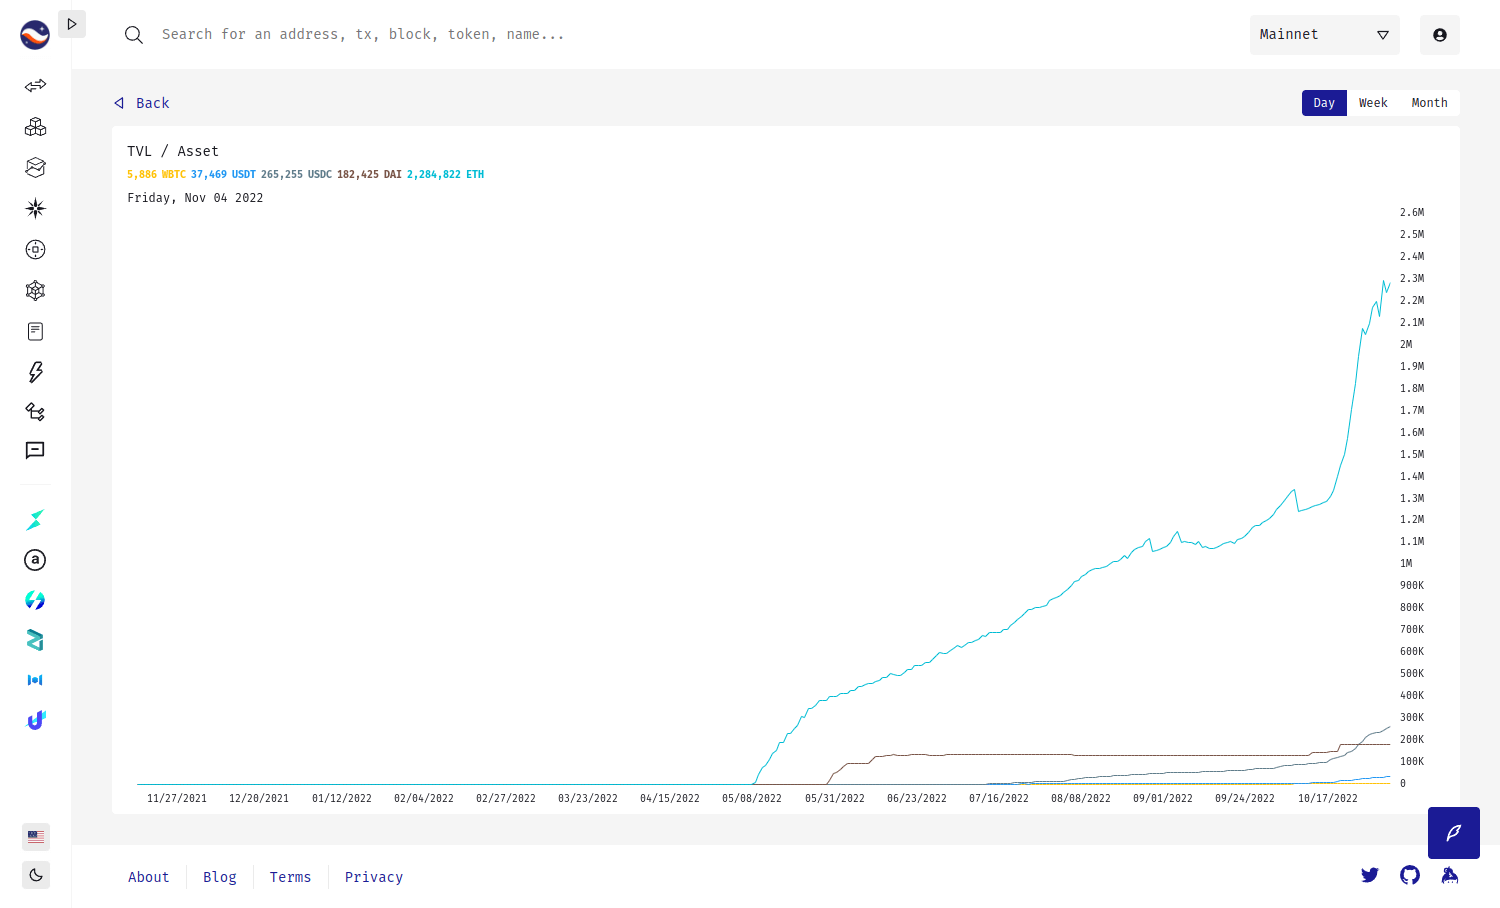 Search for an address, tx, block, token, name...
Mainnet
Back
Day Week Month
TVL / Asset
5,886 WBTC 37,469 USDT 265,255 USDC 182,425 DAI 2,284,822 ETH
Friday, Nov 04 2022
2.6M
2.5M
2.4M
2.3M
2.2M
2.1M
2M
1.9M
1.8M
1.7M
1.6M
1.5M
1.4M
1.3M
1.2M
1.1M
1M
900K
800K
700K
600K
500K
400K
300K
200K
100K
0
11/27/2021 12/20/2021 01/12/2022 02/04/2022 02/27/2022 03/23/2022 04/15/2022 05/08/2022 05/31/2022 06/23/2022 07/16/2022 08/08/2022 09/01/2022 09/24/2022 10/17/2022
About Blog Terms Privacy